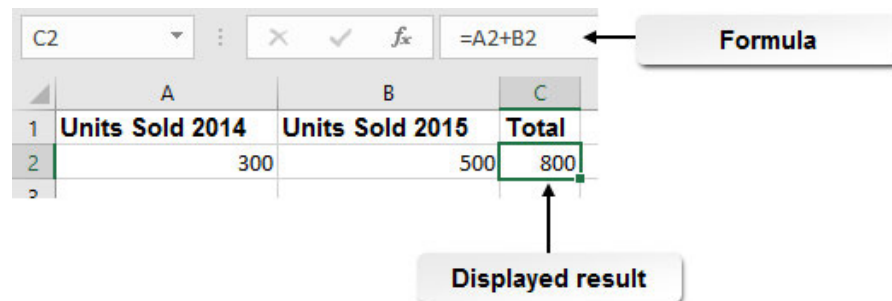 C2 fx =A2+B2 Formula
A B C
1 Units Sold 2014 Units Sold 2015 Total
2 300 500 800
3
Displayed result